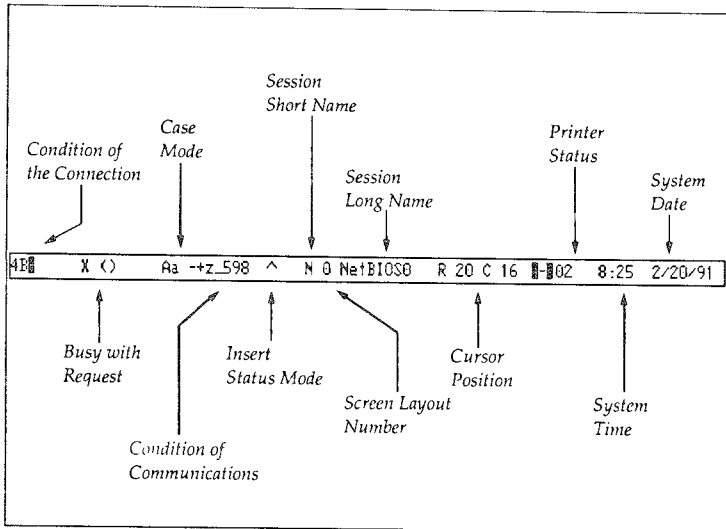 Session
Short Name
Case
Mode
Printer
Status
Condition of
the Connection
Session
Long Name
System
Date
4B X () Aa -+z_598 ^ N 0 NetBIOS0 R 20 C 16 -02 8:25 2/20/91
Busy with
Request
Insert
Status Mode
Cursor
Position
Screen Layout
Number
System
Time
Condition of
Communications